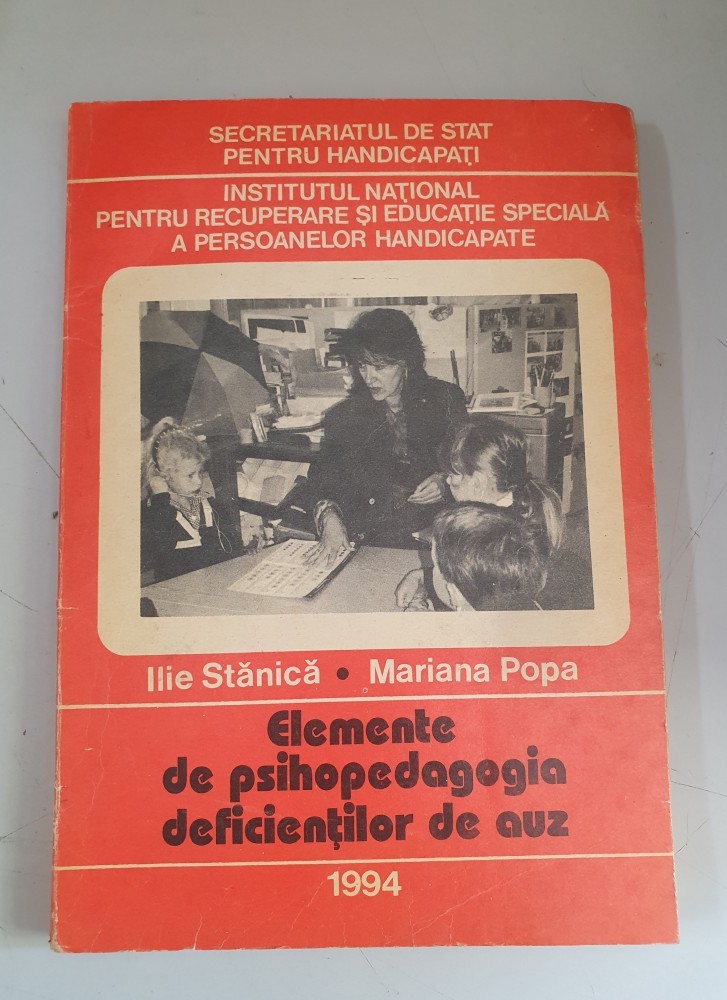 SECRETARIATUL DE STAT
PENTRU HANDICAPAȚI
INSTITUTUL NAȚIONAL
PENTRU RECUPERARE ȘI EDUCAȚIE SPECIALĂ
A PERSOANELOR HANDICAPATE
Ilie Stănică • Mariana Popa
Elemente
de psihopedagogia
deficienților de auz
1994